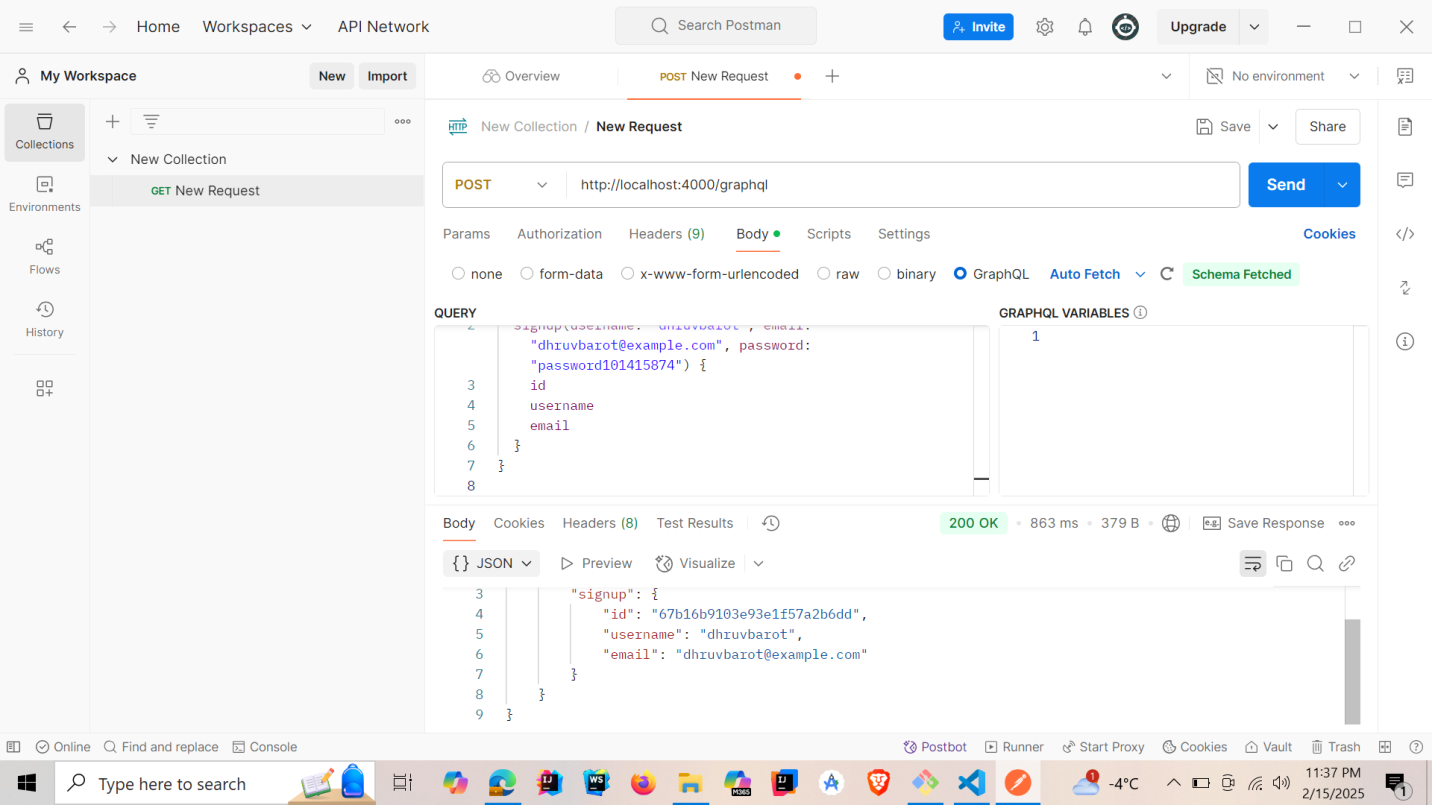 Home Workspaces API Network Search Postman Invite Upgrade
My Workspace New Import Overview POST New Request No environment
Collections
New Collection / New Request Save Share
New Collection
GET New Request
POST http://localhost:4000/graphql Send
Environments
Params Authorization Headers (9) Body Scripts Settings Cookies
Flows
none form-data x-www-form-urlencoded raw binary GraphQL Auto Fetch Schema Fetched
History
QUERY GRAPHQL VARIABLES
2 signup(username: "dhruvbarot", email:
"dhruvbarot@example.com", password:
"password101415874") {
3 id
4 username
5 email
6 }
7 }
8
1
Body Cookies Headers (8) Test Results 200 OK 863 ms 379 B e.g. Save Response
{} JSON Preview Visualize
3 "signup": {
4 "id": "67b16b9103e93e1f57a2b6dd",
5 "username": "dhruvbarot",
6 "email": "dhruvbarot@example.com"
7 }
8 }
9 }
Online Find and replace Console Postbot Runner Start Proxy Cookies Vault Trash
Type here to search -4°C 11:37 PM
2/15/2025